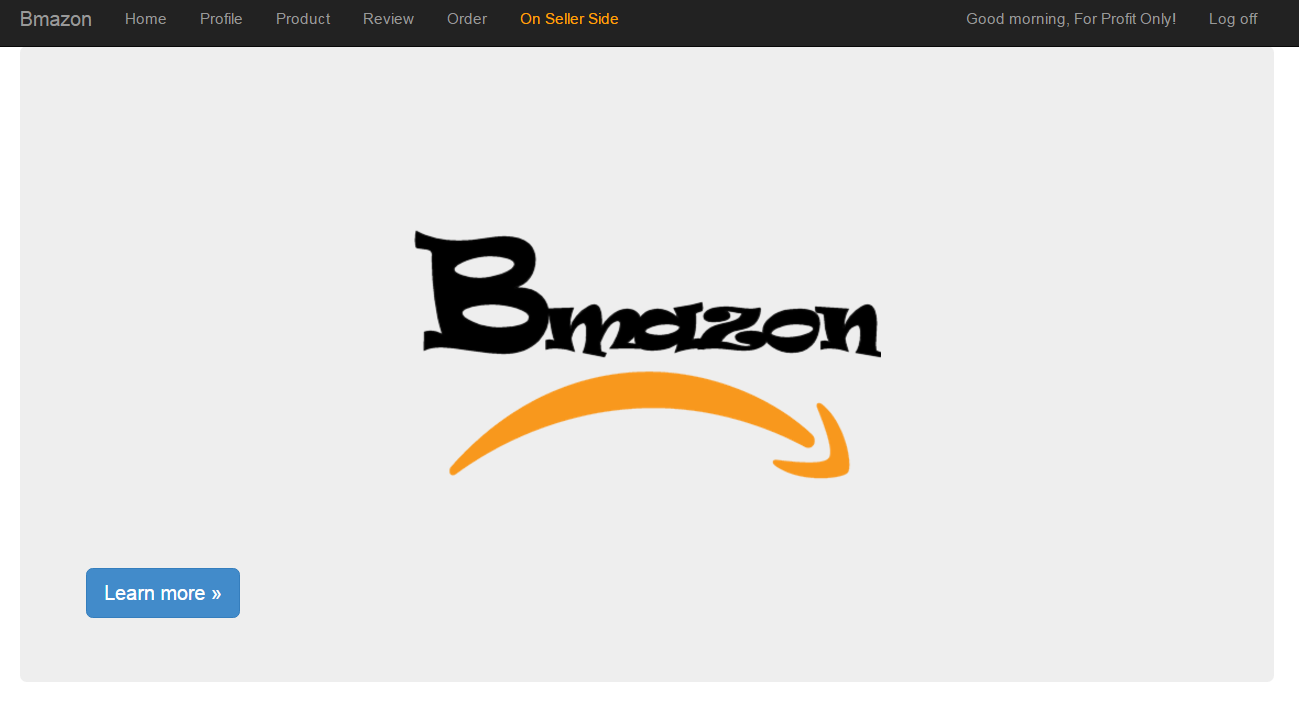 Bmazon Home Profile Product Review Order On Seller Side Good morning, For Profit Only! Log off
Bmazon
Learn more »